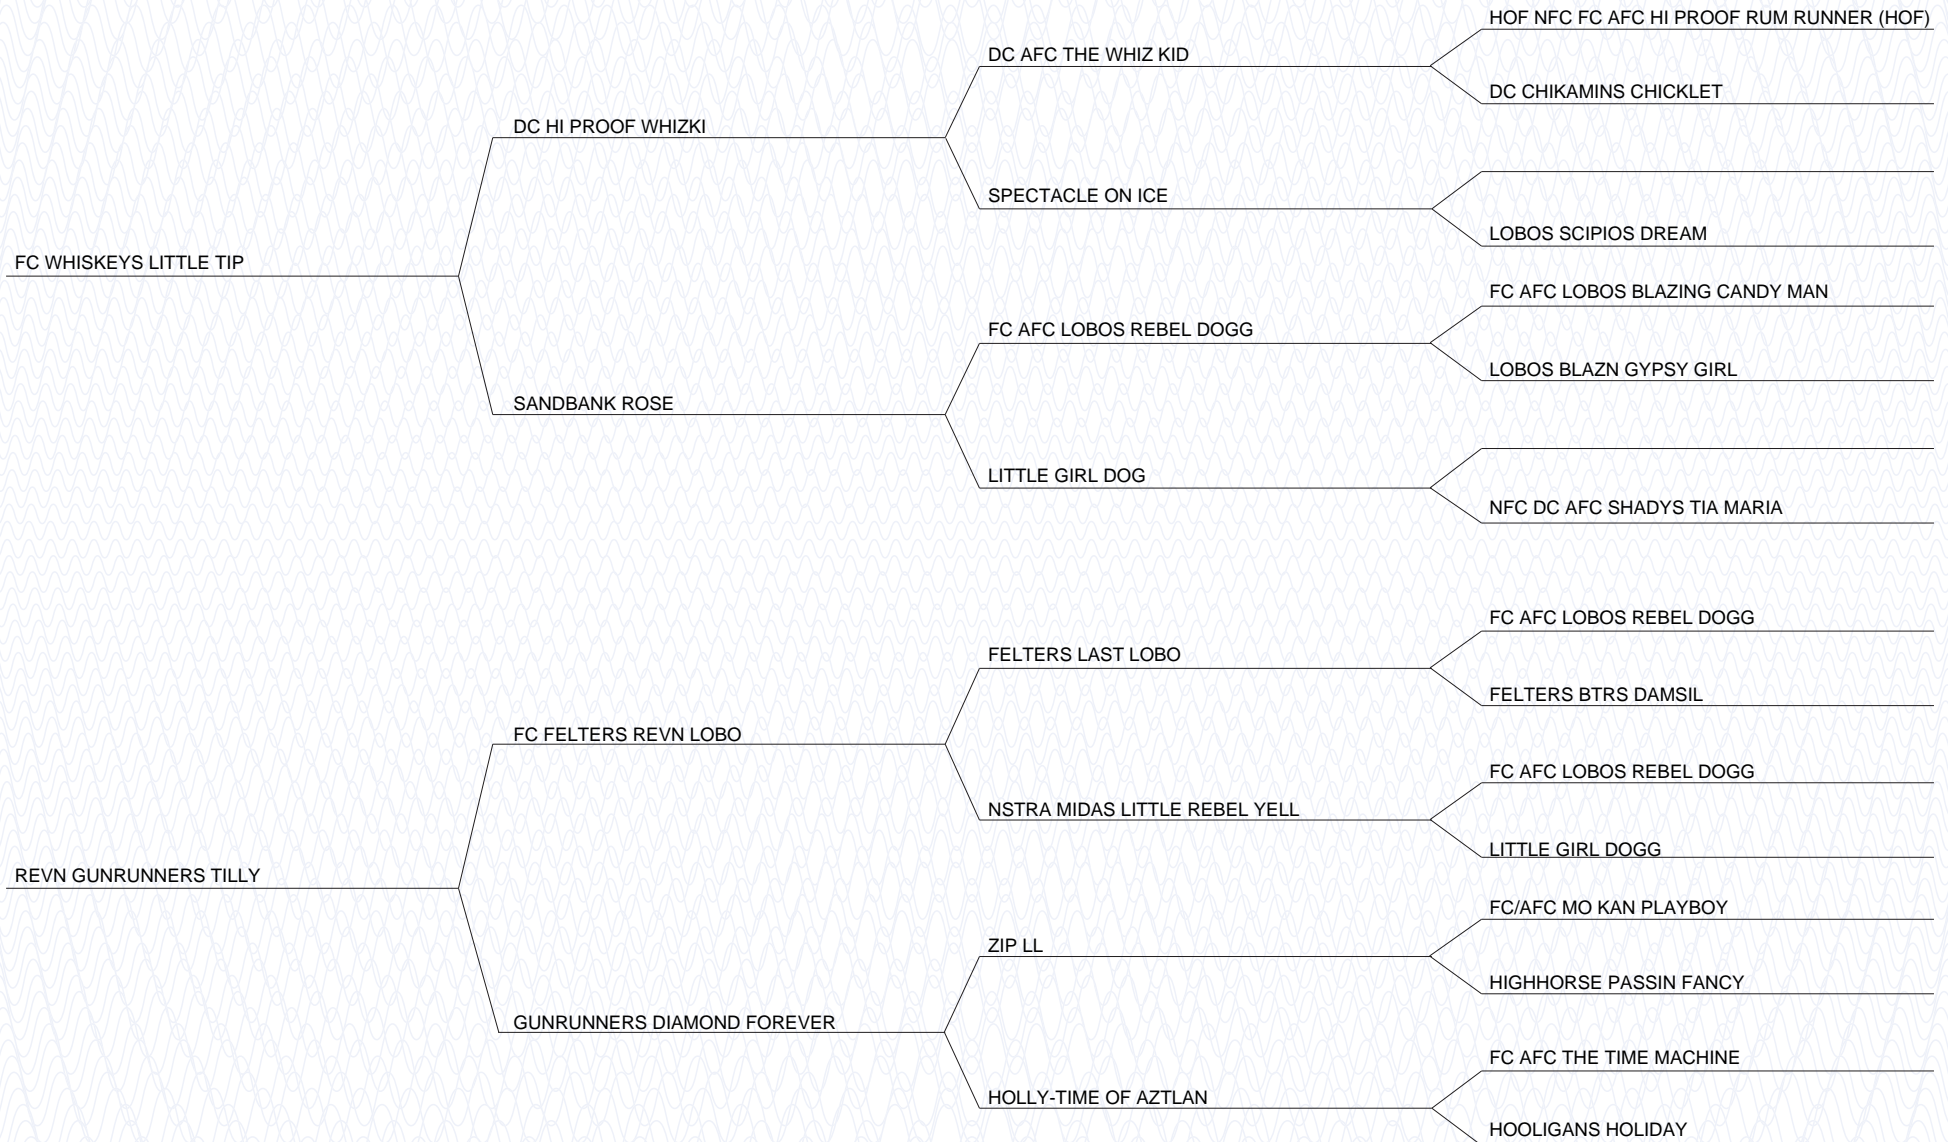 HOF NFC FC AFC HI PROOF RUM RUNNER (HOF)
DC AFC THE WHIZ KID
DC CHIKAMINS CHICKLET
DC HI PROOF WHIZKI
SPECTACLE ON ICE
LOBOS SCIPIOS DREAM
FC WHISKEYS LITTLE TIP
FC AFC LOBOS BLAZING CANDY MAN
FC AFC LOBOS REBEL DOGG
LOBOS BLAZN GYPSY GIRL
SANDBANK ROSE
LITTLE GIRL DOG
NFC DC AFC SHADYS TIA MARIA
FC AFC LOBOS REBEL DOGG
FELTERS LAST LOBO
FELTERS BTRS DAMSIL
FC FELTERS REVN LOBO
FC AFC LOBOS REBEL DOGG
NSTRA MIDAS LITTLE REBEL YELL
LITTLE GIRL DOGG
REVN GUNRUNNERS TILLY
FC/AFC MO KAN PLAYBOY
ZIP LL
HIGHHORSE PASSIN FANCY
GUNRUNNERS DIAMOND FOREVER
FC AFC THE TIME MACHINE
HOLLY-TIME OF AZTLAN
HOOLIGANS HOLIDAY